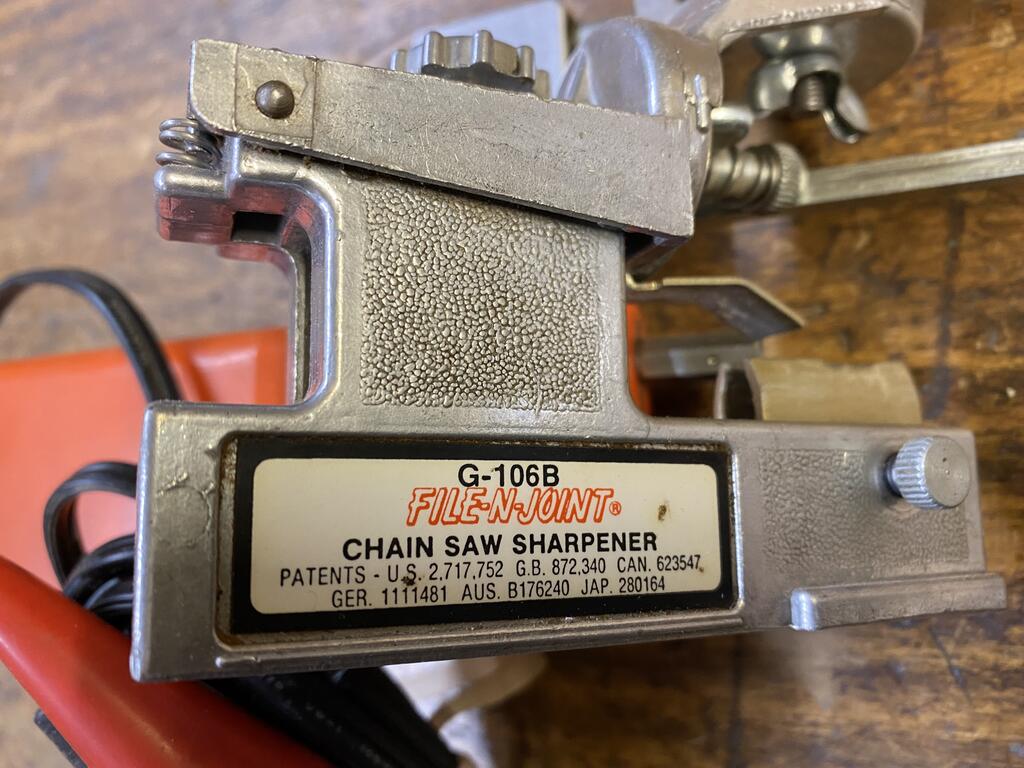 G-106B
FILE-N-JOINT®
CHAIN SAW SHARPENER
PATENTS - U.S. 2,717,752 G.B. 872,340 CAN. 623547
GER. 1111481 AUS. B176240 JAP. 280164